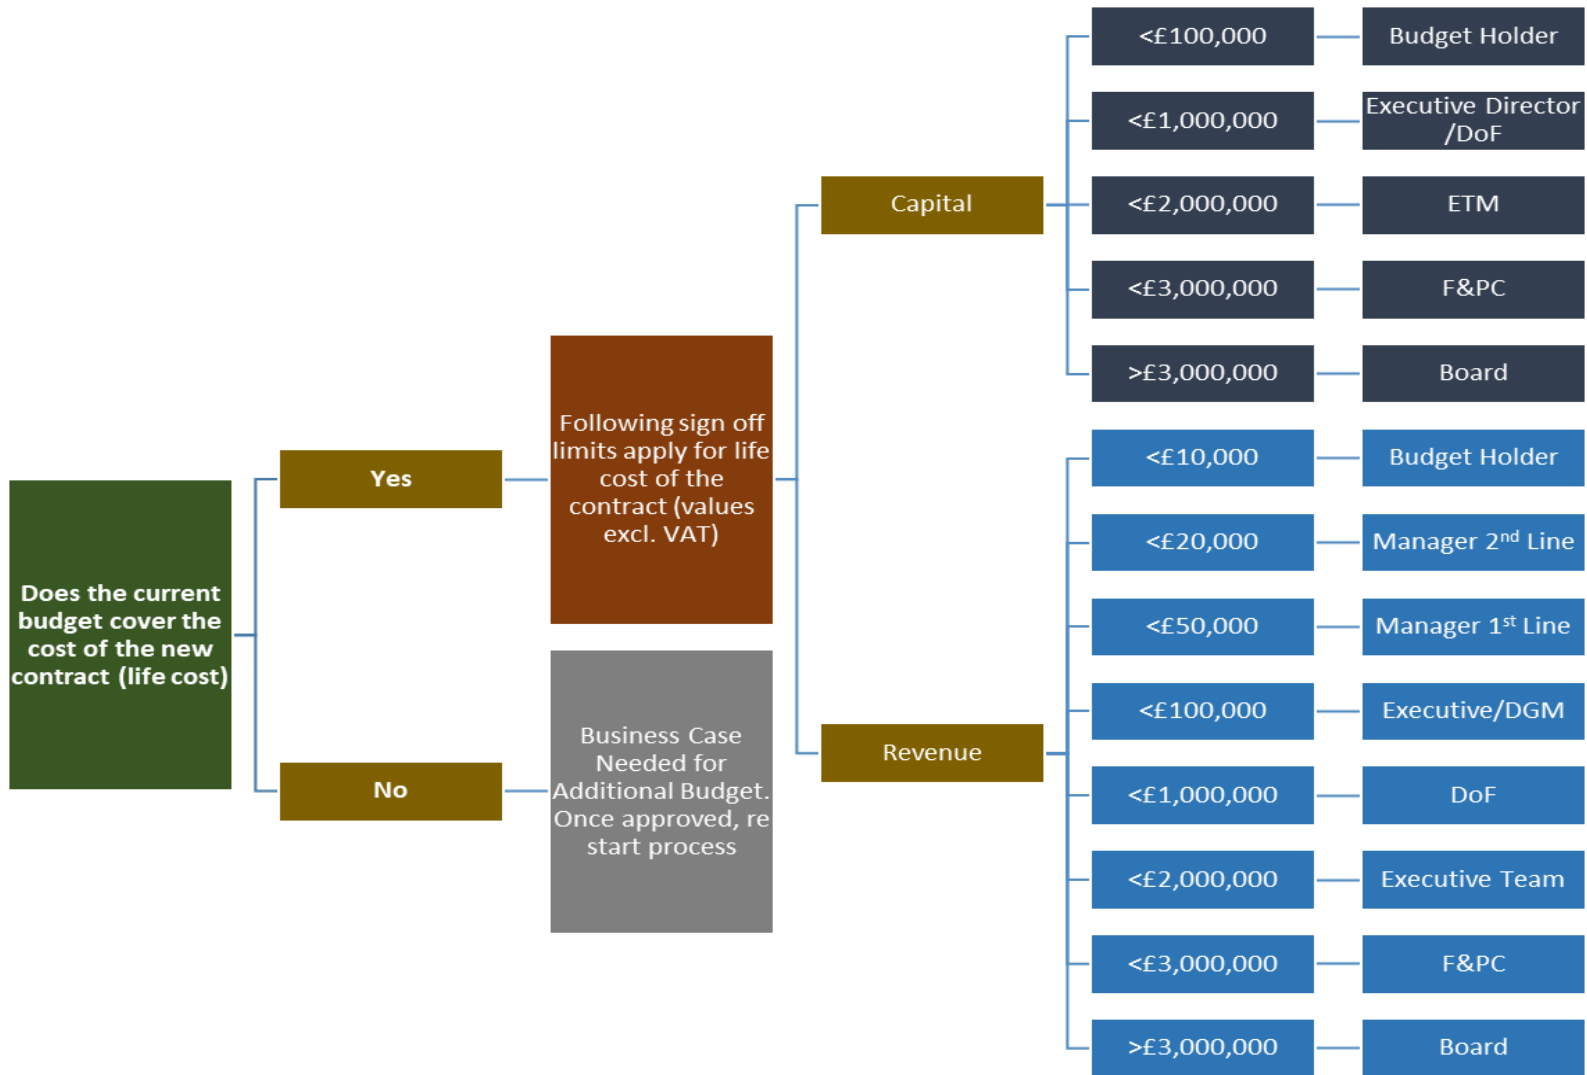 Does the current
budget cover the
cost of the new
contract (life cost)
Yes
Following sign off
limits apply for life
cost of the
contract (values
excl. VAT)
Capital
<£100,000
Budget Holder
<£1,000,000
Executive Director
/DoF
<£2,000,000
ETM
<£3,000,000
F&PC
>£3,000,000
Board
Revenue
<£10,000
Budget Holder
<£20,000
Manager 2nd Line
<£50,000
Manager 1st Line
<£100,000
Executive/DGM
<£1,000,000
DoF
<£2,000,000
Executive Team
<£3,000,000
F&PC
>£3,000,000
Board
No
Business Case
Needed for
Additional Budget.
Once approved, re
start process